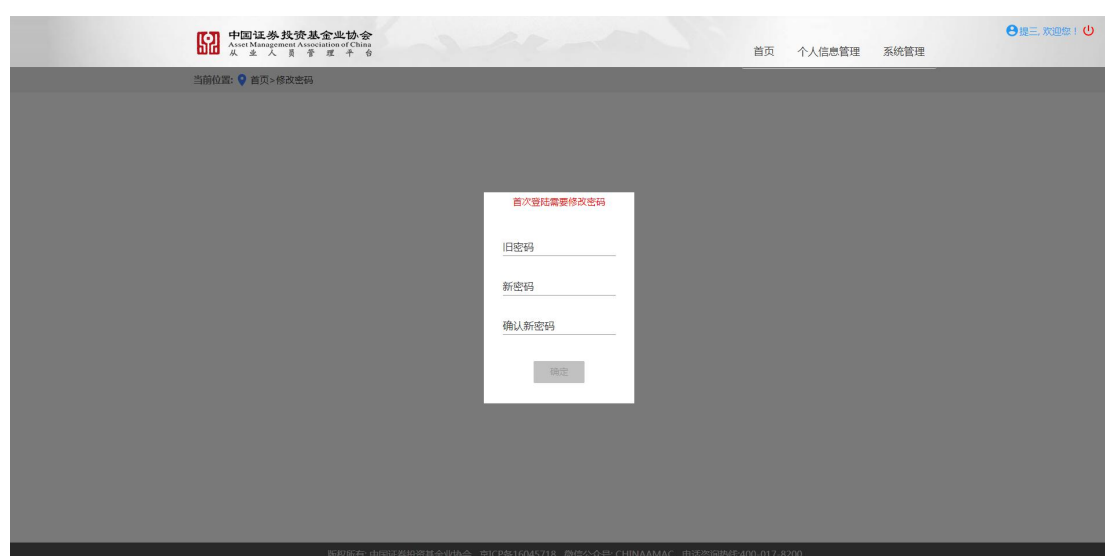 中国证券投资基金业协会
Asset Management Association of China
从业人员管理平台
提三, 欢迎您！
首页 个人信息管理 系统管理
当前位置: 首页>修改密码
首次登陆需要修改密码
旧密码
新密码
确认新密码
确定
版权所有: 中国证券投资基金业协会 京ICP备16045718 微信公众号: CHINAAMAC 电话咨询热线:400-017-8200